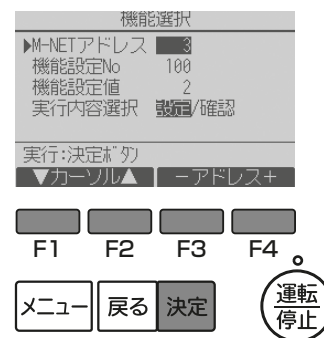 機能選択
▶M-NETアドレス 3
機能設定No 100
機能設定値 2
実行内容選択 設定/確認
実行:決定ボタン
▼カーソル▲ −アドレス+
F1 F2 F3 F4
メニュー 戻る 決定 運転
停止